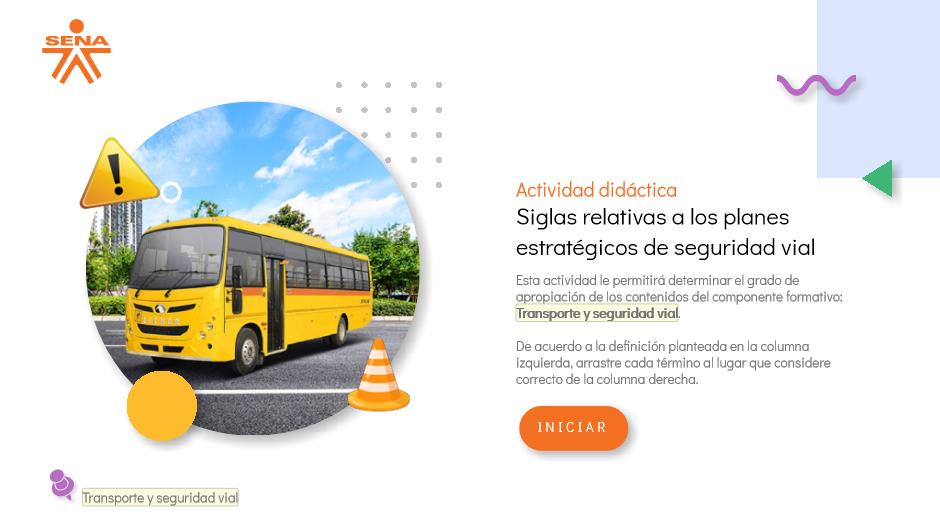 SENA
Actividad didáctica
Siglas relativas a los planes
estratégicos de seguridad vial
Esta actividad le permitirá determinar el grado de
apropiación de los contenidos del componente formativo:
Transporte y seguridad vial.
De acuerdo a la definición planteada en la columna
izquierda, arrastre cada término al lugar que considere
correcto de la columna derecha.
INICIAR
Transporte y seguridad vial